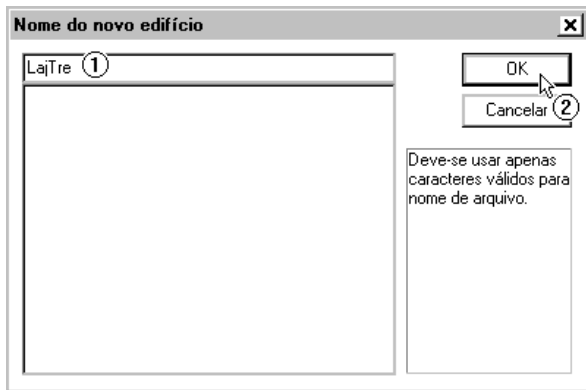 Nome do novo edifício
LajTre 1
OK
Cancelar 2
Deve-se usar apenas
caracteres válidos para
nome de arquivo.